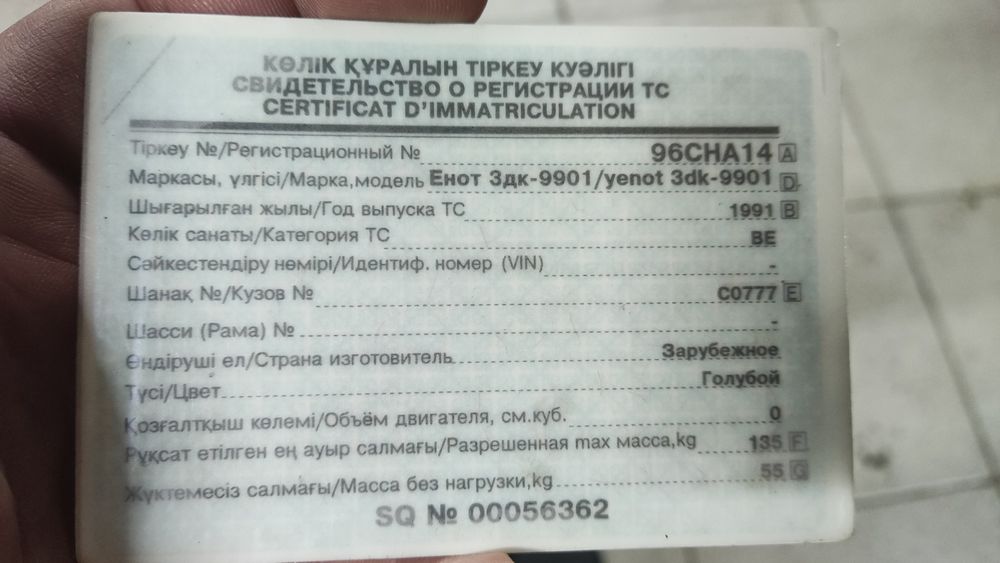 КӨЛІК ҚҰРАЛЫН ТІРКЕУ КУӘЛІГІ
СВИДЕТЕЛЬСТВО О РЕГИСТРАЦИИ ТС
CERTIFICAT D'IMMATRICULATION
Тіркеу №/Регистрационный № 96CHA14 A
Маркасы, үлгісі/Марка,модель Енот 3дк-9901/yenot 3dk-9901 D
Шығарылған жылы/Год выпуска ТС 1991 B
Көлік санаты/Категория ТС BE
Сәйкестендіру нөмірі/Идентиф. номер (VIN) -
Шанақ №/Кузов № C0777 E
Шасси (Рама) № -
Өндіруші ел/Страна изготовитель Зарубежное
Түсі/Цвет Голубой
Қозғалтқыш көлемі/Объём двигателя, см.куб. 0
Рұқсат етілген ең ауыр салмағы/Разрешенная max масса,kg 135 F
Жүктемесіз салмағы/Масса без нагрузки,kg 55 G
SQ № 00056362